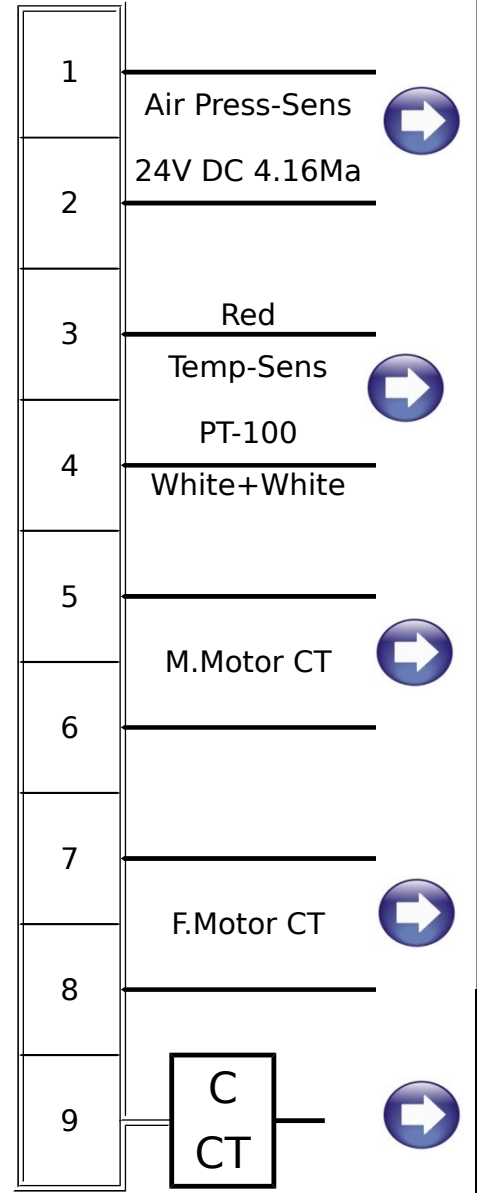 1
Air Press-Sens
24V DC 4.16Ma
2
Red
3
Temp-Sens
PT-100
4
White+White
5
M.Motor CT
6
7
F.Motor CT
8
C
9
CT